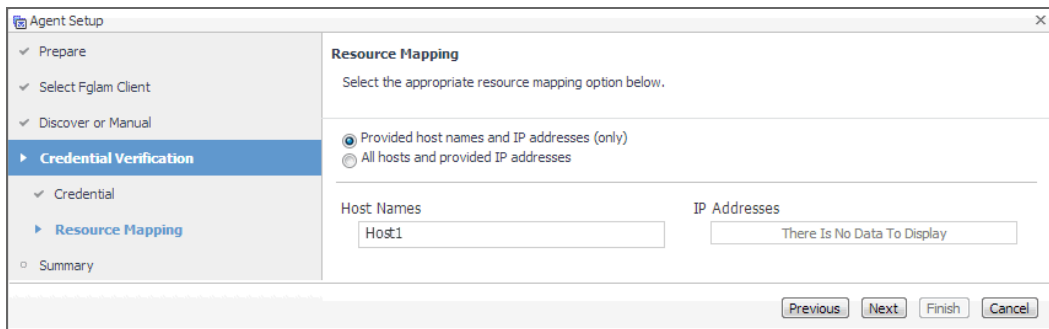 Agent Setup
Prepare
Select Fglam Client
Discover or Manual
Credential Verification
Credential
Resource Mapping
Summary
Resource Mapping
Select the appropriate resource mapping option below.
Provided host names and IP addresses (only)
All hosts and provided IP addresses
Host Names
Host1
IP Addresses
There Is No Data To Display
Previous Next Finish Cancel